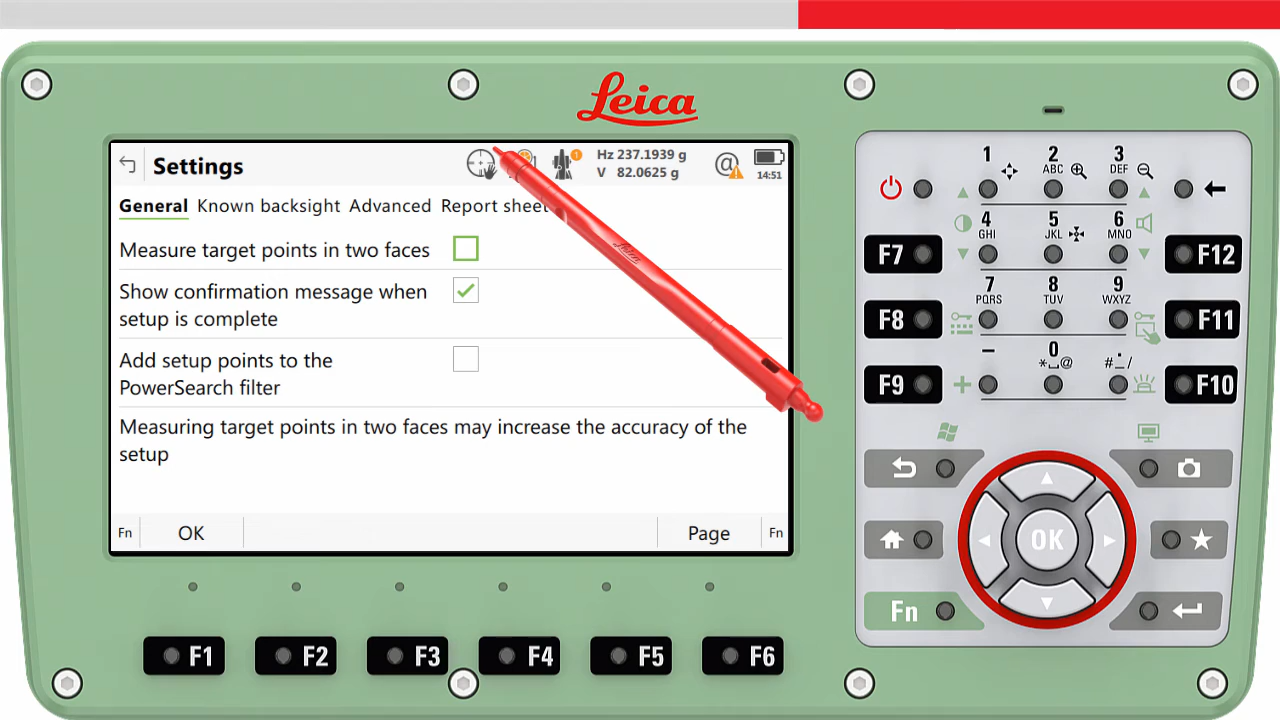 Leica
Settings
Hz 237.1939 g
V 82.0625 g
1
@
14:51
General Known backsight Advanced Report sheet
Measure target points in two faces
Show confirmation message when
setup is complete
Add setup points to the
PowerSearch filter
Measuring target points in two faces may increase the accuracy of the
setup
Fn OK Page Fn
F1 F2 F3 F4 F5 F6
1 2 3
ABC DEF
4 5 6
GHI JKL MNO
F7 F12
7 8 9
PQRS TUV WXYZ
F8 F11
– 0 .
*⎵@ #-/
F9 + F10
OK
Fn
Leica